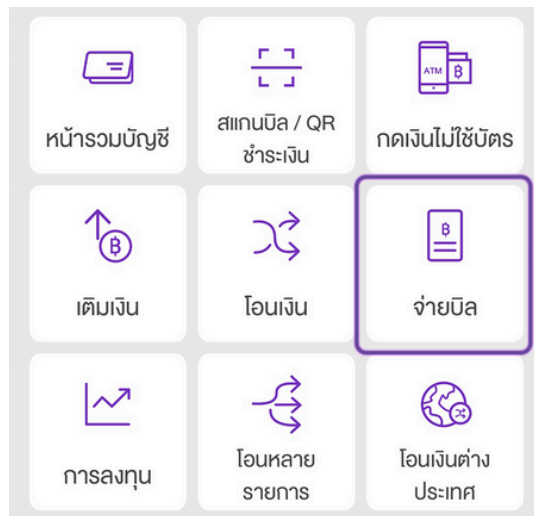 หน้ารวมบัญชี
สแกนบิล / QR
ชำระเงิน
ATM ฿
กดเงินไม่ใช้บัตร
฿
เติมเงิน
โอนเงิน
฿
จ่ายบิล
การลงทุน
โอนหลาย
รายการ
โอนเงินต่าง
ประเทศ